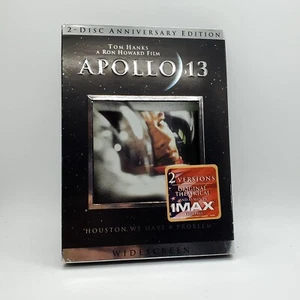 2-DISC ANNIVERSARY EDITION
TOM HANKS
A RON HOWARD FILM
APOLLO 13
2 VERSIONS
ORIGINAL
THEATRICAL
IMAX
"HOUSTON, WE HAVE A PROBLEM"
WIDESCREEN